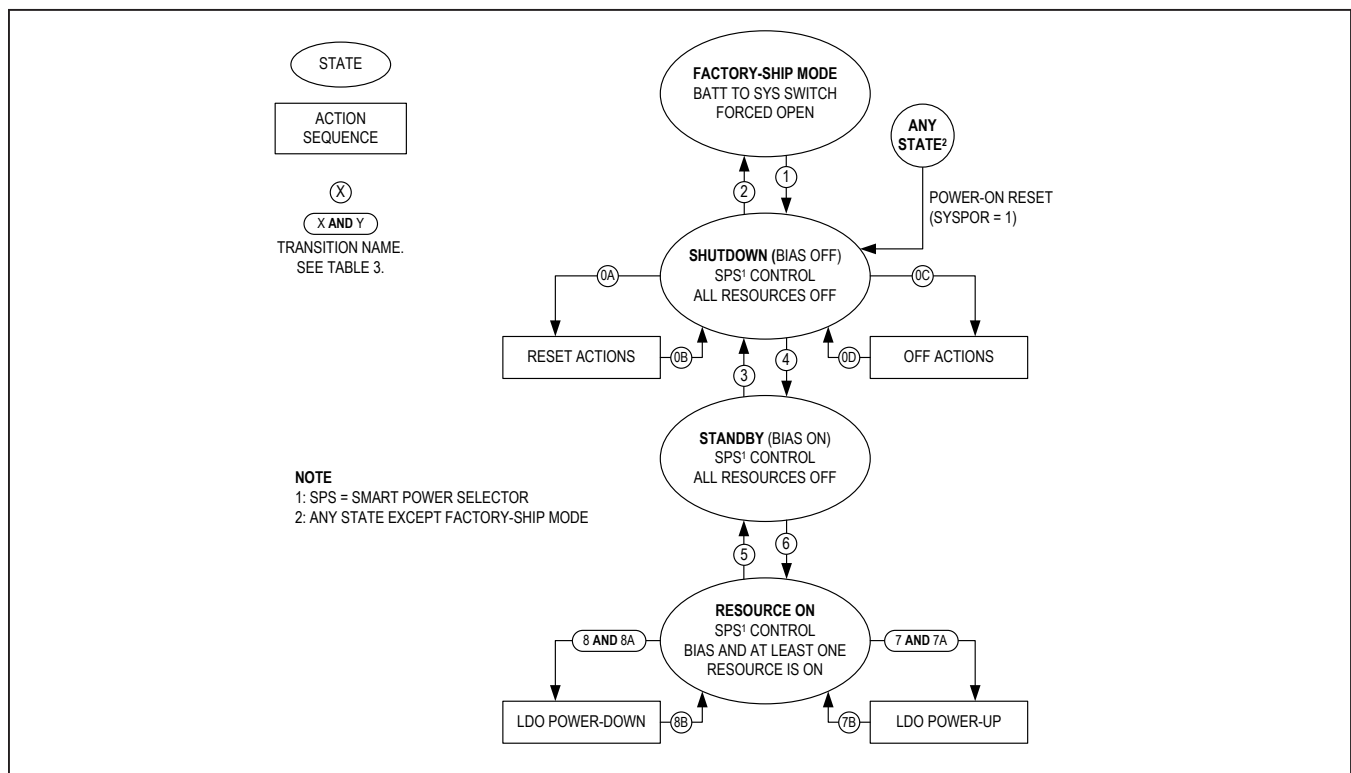 STATE
ACTION
SEQUENCE
X
X AND Y
TRANSITION NAME.
SEE TABLE 3.
FACTORY-SHIP MODE
BATT TO SYS SWITCH
FORCED OPEN
ANY
STATE²
POWER-ON RESET
(SYSPOR = 1)
2
1
SHUTDOWN (BIAS OFF)
SPS¹ CONTROL
ALL RESOURCES OFF
0A
0C
RESET ACTIONS
0B
0D
OFF ACTIONS
3
4
STANDBY (BIAS ON)
SPS¹ CONTROL
ALL RESOURCES OFF
NOTE
1: SPS = SMART POWER SELECTOR
2: ANY STATE EXCEPT FACTORY-SHIP MODE
5
6
RESOURCE ON
SPS¹ CONTROL
BIAS AND AT LEAST ONE
RESOURCE IS ON
8 AND 8A
7 AND 7A
LDO POWER-DOWN
8B
7B
LDO POWER-UP